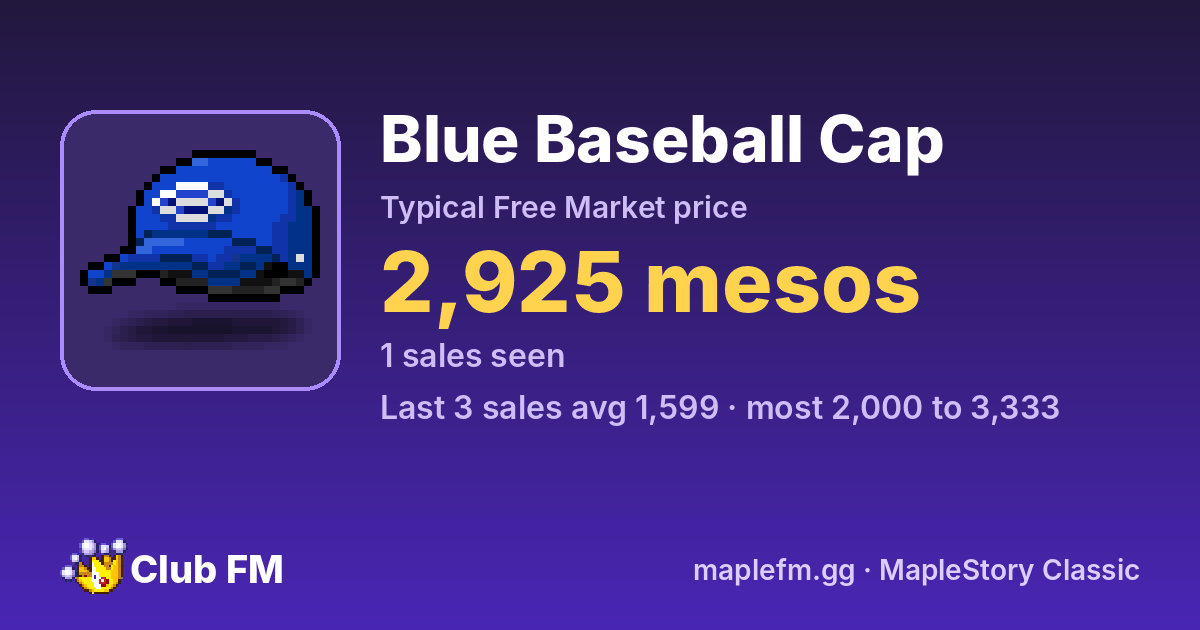 Blue Baseball Cap
Typical Free Market price
2,925 mesos
1 sales seen
Last 3 sales avg 1,599 · most 2,000 to 3,333
Club FM
maplefm.gg · MapleStory Classic